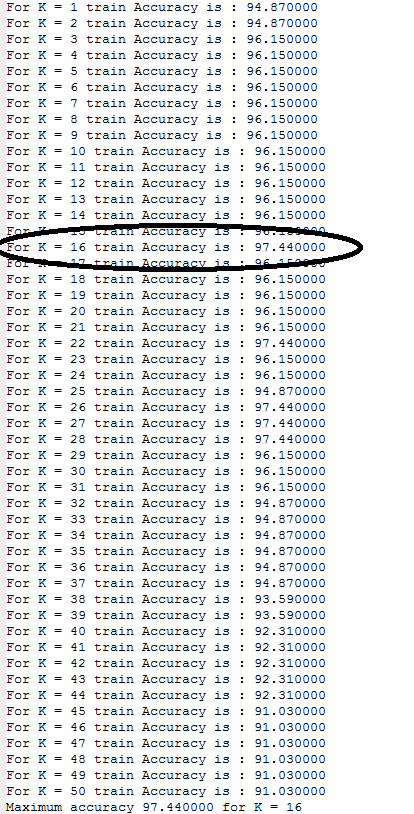 For K = 1 train Accuracy is : 94.870000
For K = 2 train Accuracy is : 94.870000
For K = 3 train Accuracy is : 96.150000
For K = 4 train Accuracy is : 96.150000
For K = 5 train Accuracy is : 96.150000
For K = 6 train Accuracy is : 96.150000
For K = 7 train Accuracy is : 96.150000
For K = 8 train Accuracy is : 96.150000
For K = 9 train Accuracy is : 96.150000
For K = 10 train Accuracy is : 96.150000
For K = 11 train Accuracy is : 96.150000
For K = 12 train Accuracy is : 96.150000
For K = 13 train Accuracy is : 96.150000
For K = 14 train Accuracy is : 96.150000
For K = 15 train Accuracy is : 96.150000
For K = 16 train Accuracy is : 97.440000
For K = 17 train Accuracy is : 96.150000
For K = 18 train Accuracy is : 96.150000
For K = 19 train Accuracy is : 96.150000
For K = 20 train Accuracy is : 96.150000
For K = 21 train Accuracy is : 96.150000
For K = 22 train Accuracy is : 97.440000
For K = 23 train Accuracy is : 96.150000
For K = 24 train Accuracy is : 96.150000
For K = 25 train Accuracy is : 94.870000
For K = 26 train Accuracy is : 97.440000
For K = 27 train Accuracy is : 97.440000
For K = 28 train Accuracy is : 97.440000
For K = 29 train Accuracy is : 96.150000
For K = 30 train Accuracy is : 96.150000
For K = 31 train Accuracy is : 96.150000
For K = 32 train Accuracy is : 94.870000
For K = 33 train Accuracy is : 94.870000
For K = 34 train Accuracy is : 94.870000
For K = 35 train Accuracy is : 94.870000
For K = 36 train Accuracy is : 94.870000
For K = 37 train Accuracy is : 94.870000
For K = 38 train Accuracy is : 93.590000
For K = 39 train Accuracy is : 93.590000
For K = 40 train Accuracy is : 92.310000
For K = 41 train Accuracy is : 92.310000
For K = 42 train Accuracy is : 92.310000
For K = 43 train Accuracy is : 92.310000
For K = 44 train Accuracy is : 92.310000
For K = 45 train Accuracy is : 91.030000
For K = 46 train Accuracy is : 91.030000
For K = 47 train Accuracy is : 91.030000
For K = 48 train Accuracy is : 91.030000
For K = 49 train Accuracy is : 91.030000
For K = 50 train Accuracy is : 91.030000
Maximum accuracy 97.440000 for K = 16